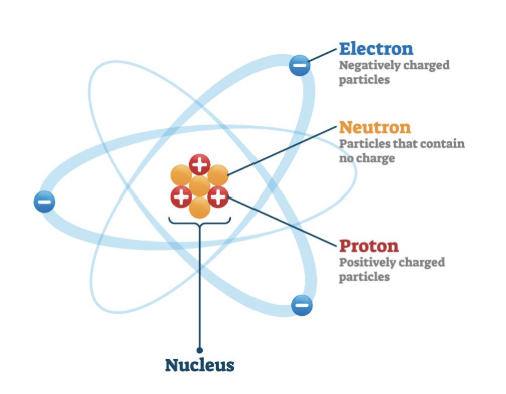 Electron
Negatively charged
particles
Neutron
Particles that contain
no charge
Proton
Positively charged
particles
Nucleus